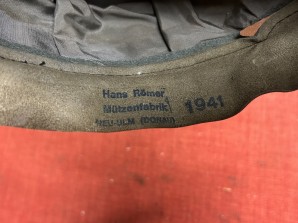 Hans Römer
Mützenfabrik 1941
NEU-ULM (DONAU)